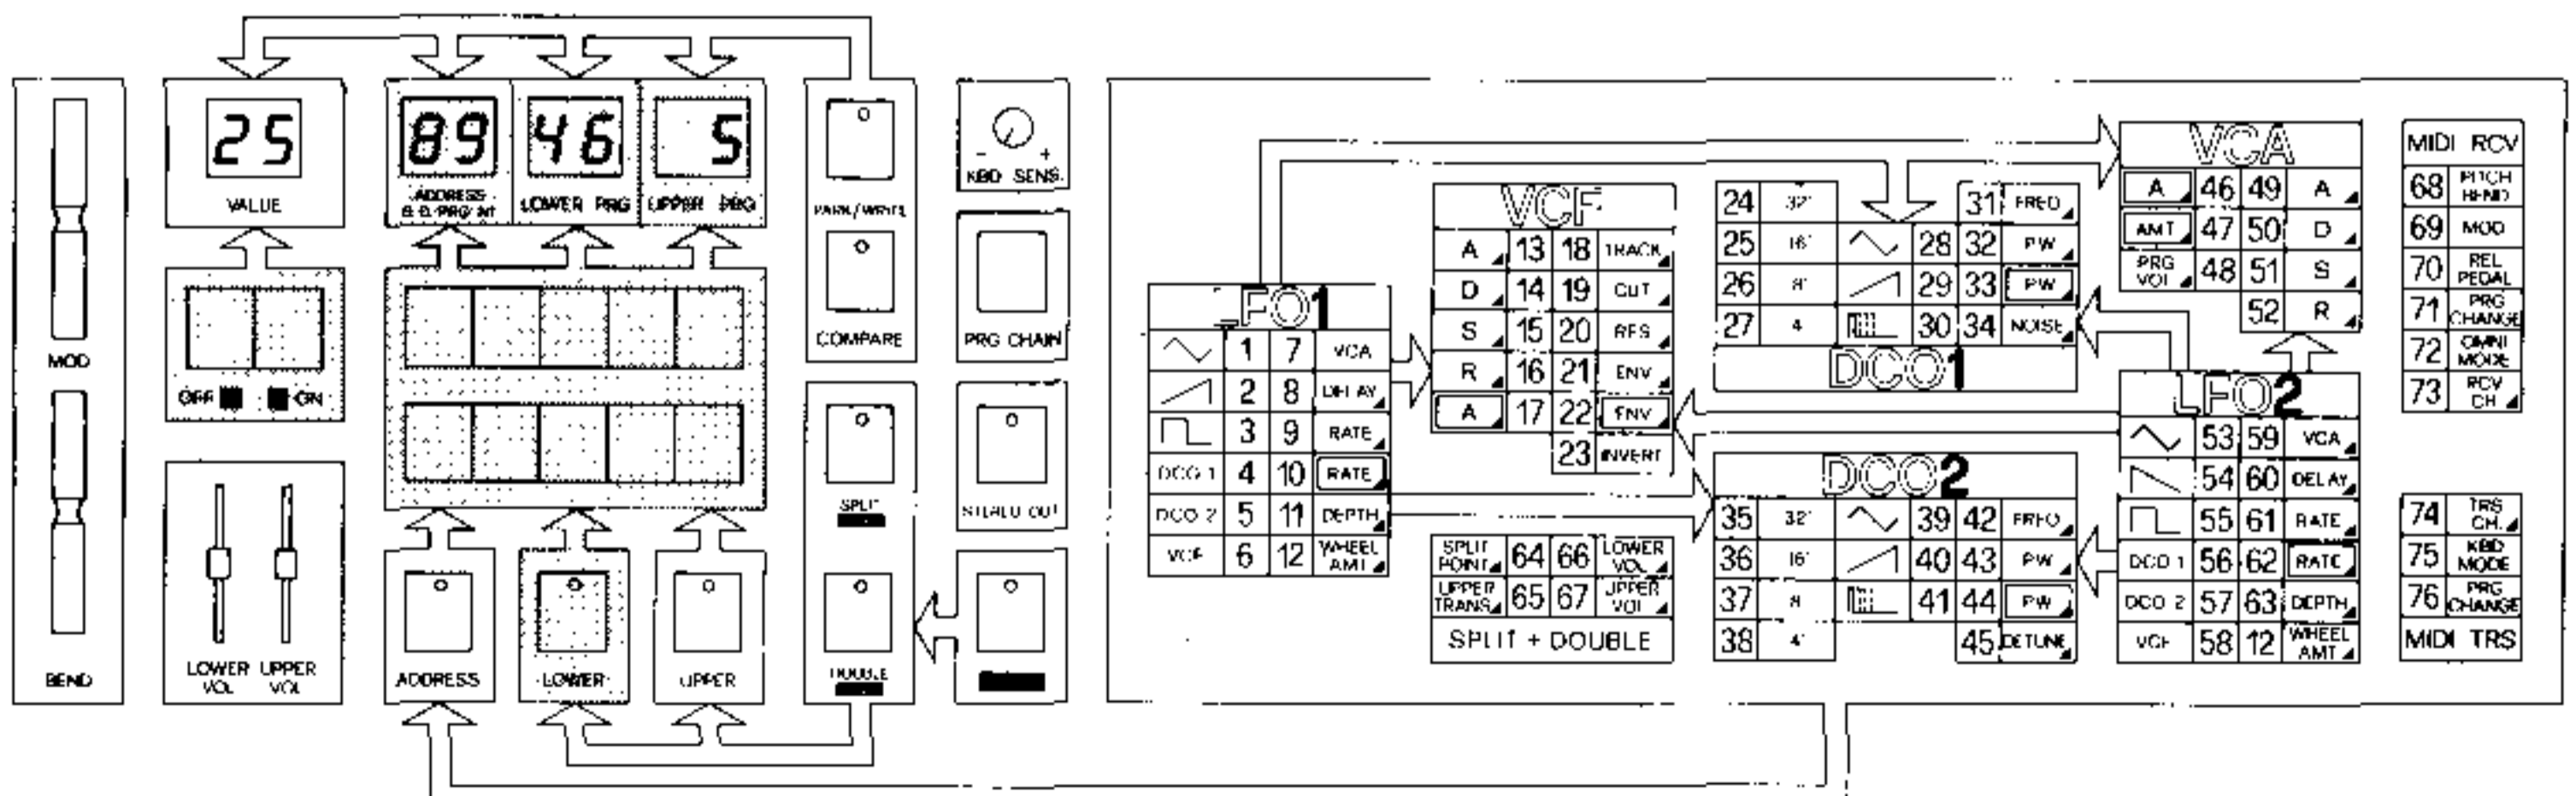 MOD
BEND
25
VALUE
OFF ON
LOWER VOL
UPPER VOL
89 46 5
ADDRESS
LOWER PRG
UPPER PRG
ADDRESS
LOWER
UPPER
PARK/WRITE
COMPARE
SPLIT
DOUBLE
- +
KBD SENS.
PRG CHAIN
STEREO OUT
LFO1
1 7 VCA
2 8 DELAY
3 9 RATE
DCO 1 4 10 RATE
DCO 2 5 11 DEPTH
VCF 6 12 WHEEL AMT
VCF
A 13 18 TRACK
D 14 19 CUT
S 15 20 RES
R 16 21 ENV
A 17 22 ENV
23 INVERT
SPLIT POINT 64 66 LOWER VOL
UPPER TRANS 65 67 UPPER VOL
SPLIT + DOUBLE
24 32' 31 FREQ
25 16' 28 32 PW
26 8' 29 33 PW
27 4' 30 34 NOISE
DCO1
DCO2
35 32' 39 42 FREQ
36 16' 40 43 PW
37 8' 41 44 PW
38 4' 45 DETUNE
VCA
A 46 49 A
AMT 47 50 D
PRG VOL 48 51 S
52 R
LFO2
53 59 VCA
54 60 DELAY
55 61 RATE
DCO 1 56 62 RATE
DCO 2 57 63 DEPTH
VCF 58 12 WHEEL AMT
MIDI RCV
68 PITCH BEND
69 MOD
70 REL PEDAL
71 PRG CHANGE
72 OMNI MODE
73 RCV CH
74 TRS CH.
75 KBD MODE
76 PRG CHANGE
MIDI TRS